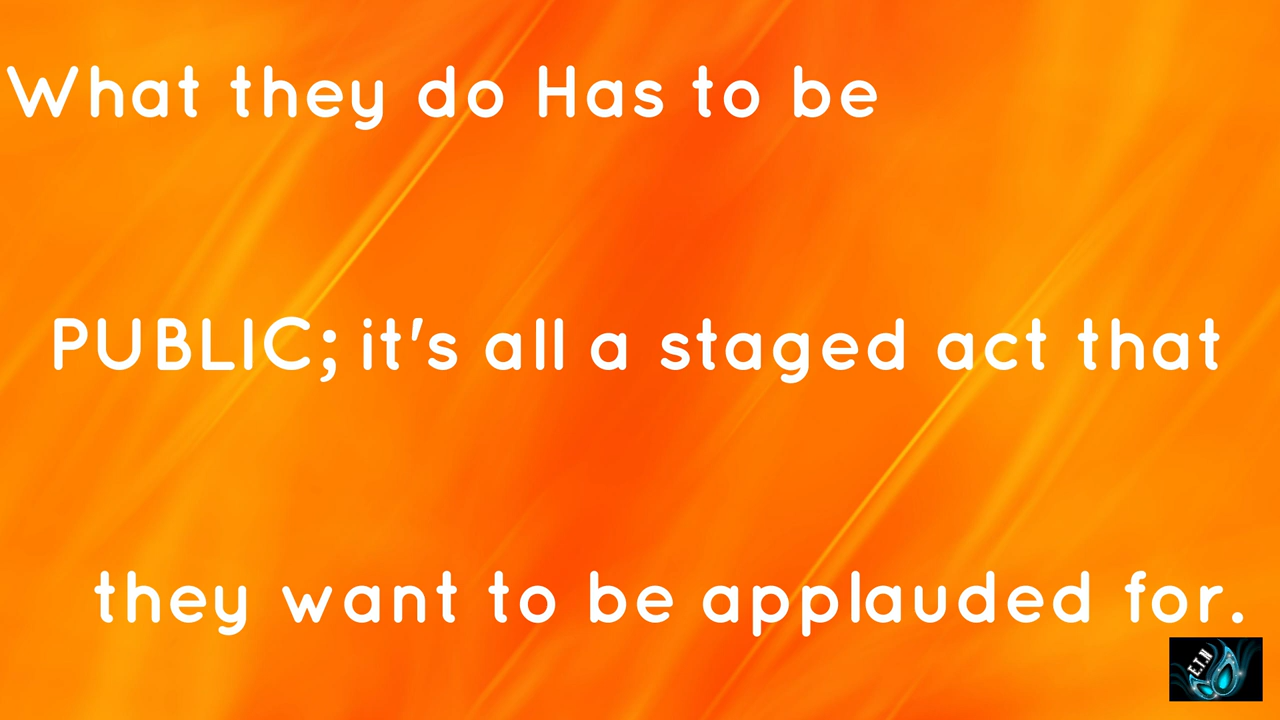 What they do Has to be
PUBLIC; it's all a staged act that
they want to be applauded for.
E.T.N